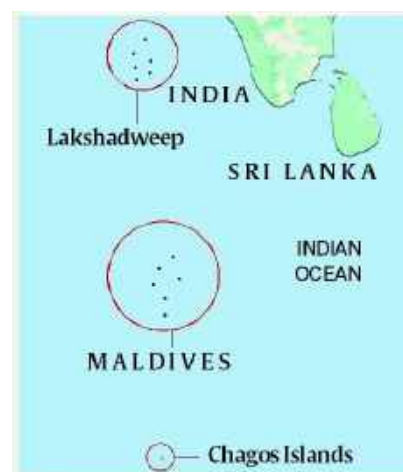 INDIA
Lakshadweep
SRI LANKA
INDIAN
OCEAN
MALDIVES
Chagos Islands